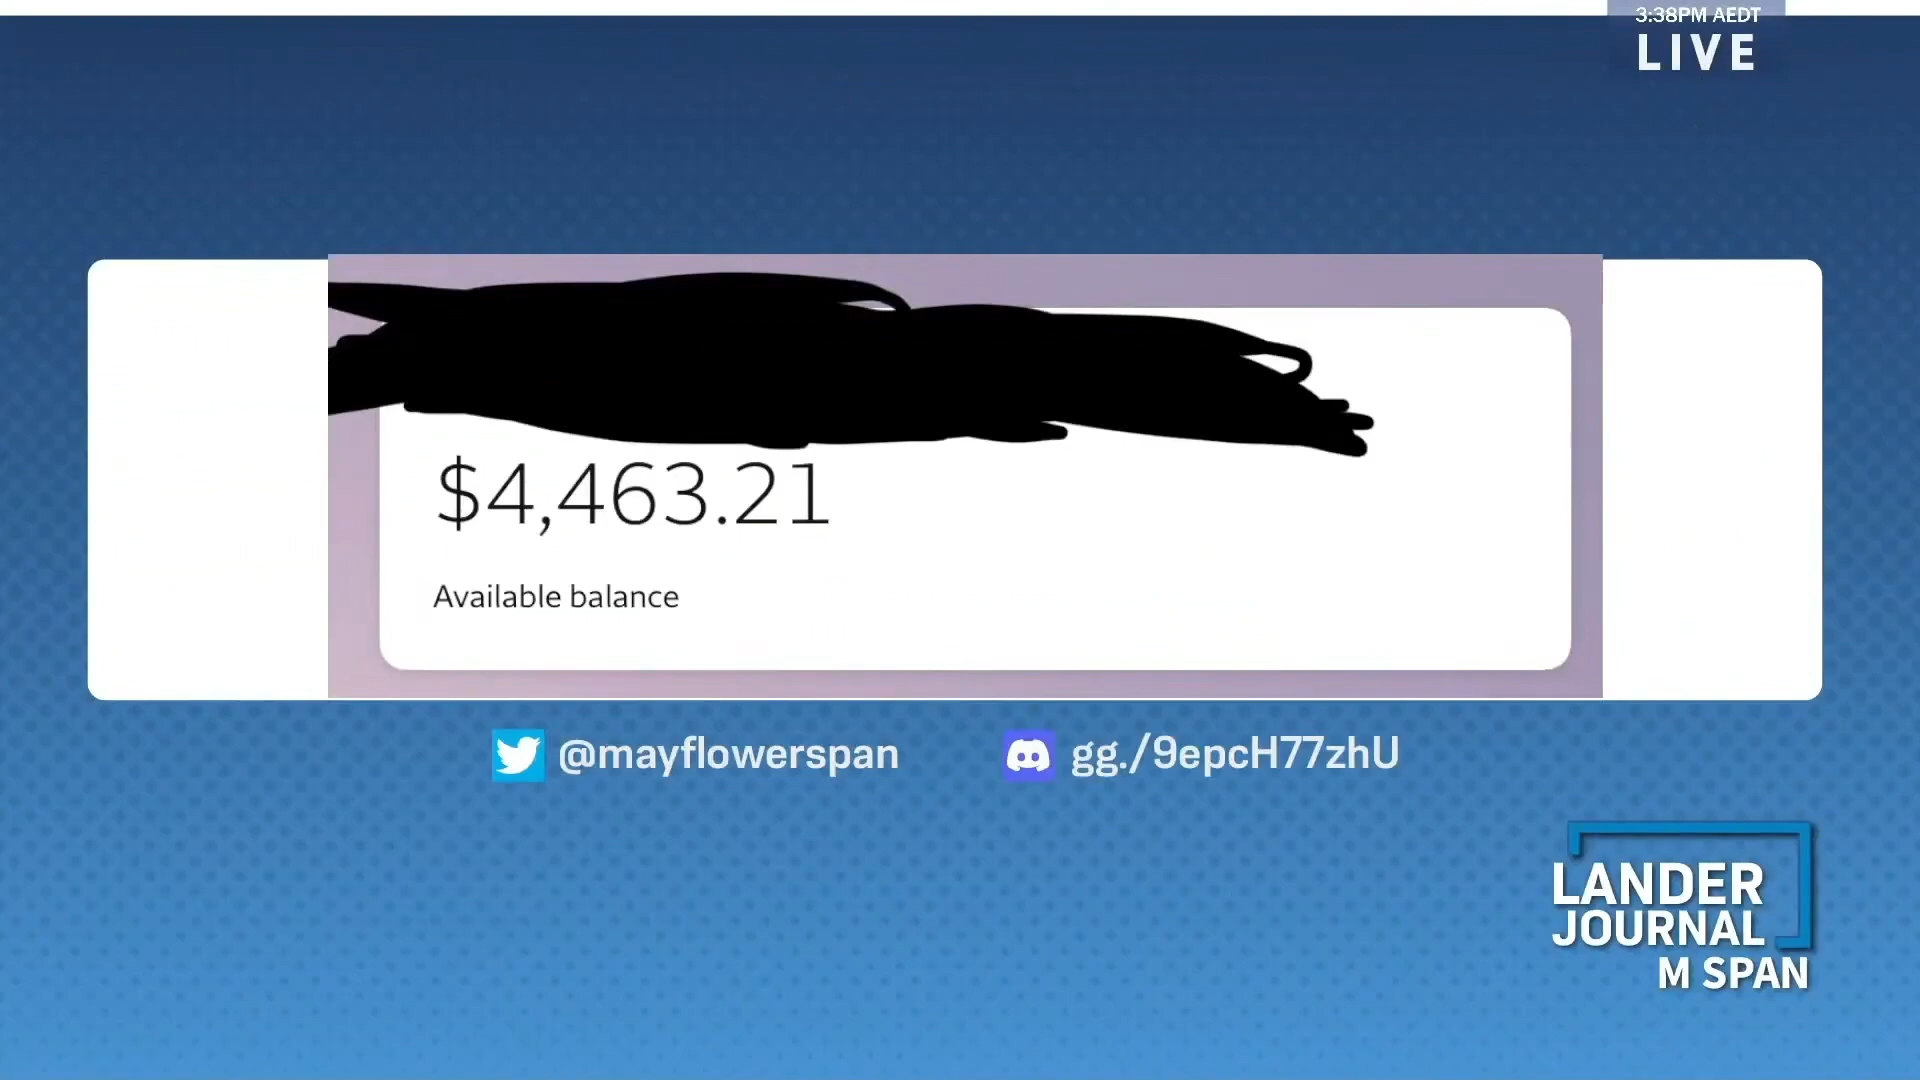 3:38PM AEDT
LIVE
$4,463.21
Available balance
@mayflowerspan
gg./9epcH77zhU
LANDER
JOURNAL
M SPAN